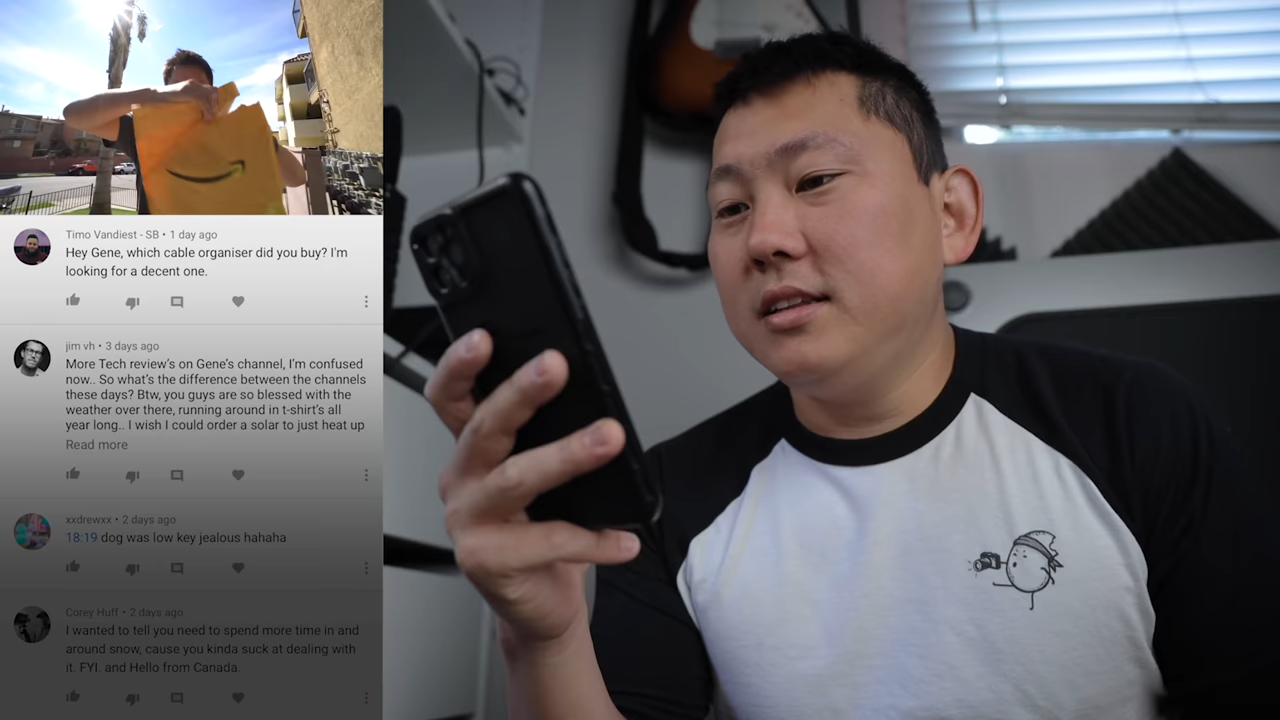 Timo Vandiest - SB • 1 day ago
Hey Gene, which cable organiser did you buy? I'm
looking for a decent one.
jim vh • 3 days ago
More Tech review's on Gene's channel, I'm confused
now.. So what's the difference between the channels
these days? Btw, you guys are so blessed with the
weather over there, running around in t-shirt's all
year long.. I wish I could order a solar to just heat up
Read more
xxdrewxx • 2 days ago
18:19 dog was low key jealous hahaha
Corey Huff • 2 days ago
I wanted to tell you need to spend more time in and
around snow, cause you kinda suck at dealing with
it. FYI. and Hello from Canada.